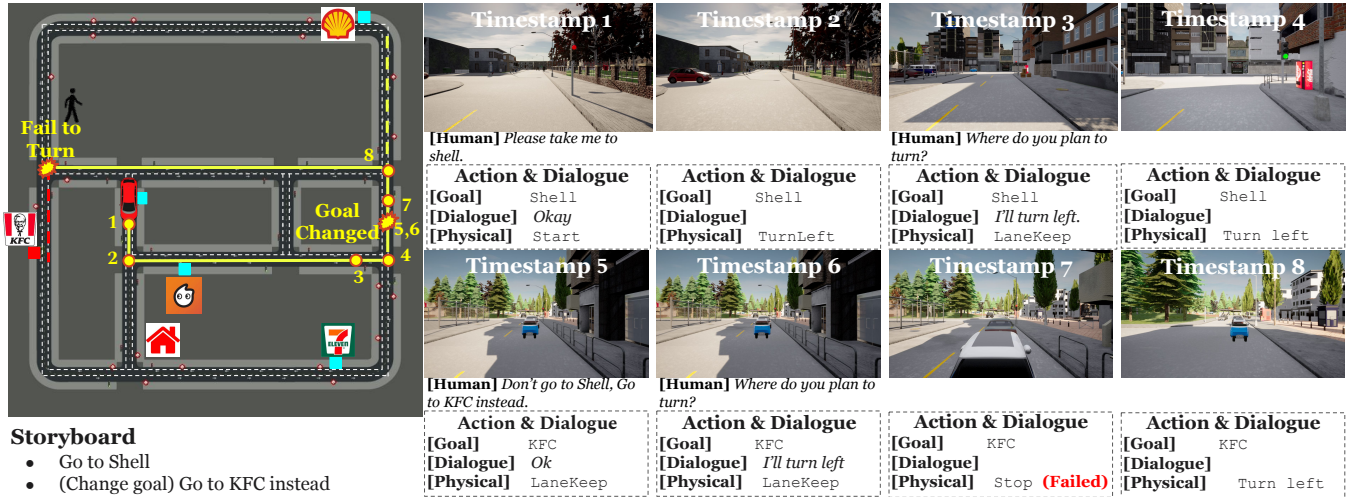 Fail to
Turn
8
7
Goal
Changed
5,6
KFC
1
2
3
4
7
ELEVEN
Storyboard
• Go to Shell
• (Change goal) Go to KFC instead
Timestamp 1
[Human] Please take me to
shell.
Action & Dialogue
[Goal] Shell
[Dialogue] Okay
[Physical] Start
Timestamp 2
Action & Dialogue
[Goal] Shell
[Dialogue]
[Physical] TurnLeft
Timestamp 3
[Human] Where do you plan to
turn?
Action & Dialogue
[Goal] Shell
[Dialogue] I'll turn left.
[Physical] LaneKeep
Timestamp 4
Action & Dialogue
[Goal] Shell
[Dialogue]
[Physical] Turn left
Timestamp 5
[Human] Don't go to Shell, Go
to KFC instead.
Action & Dialogue
[Goal] KFC
[Dialogue] Ok
[Physical] LaneKeep
Timestamp 6
[Human] Where do you plan to
turn?
Action & Dialogue
[Goal] KFC
[Dialogue] I'll turn left
[Physical] LaneKeep
Timestamp 7
Action & Dialogue
[Goal] KFC
[Dialogue]
[Physical] Stop (Failed)
Timestamp 8
Action & Dialogue
[Goal] KFC
[Dialogue]
[Physical] Turn left